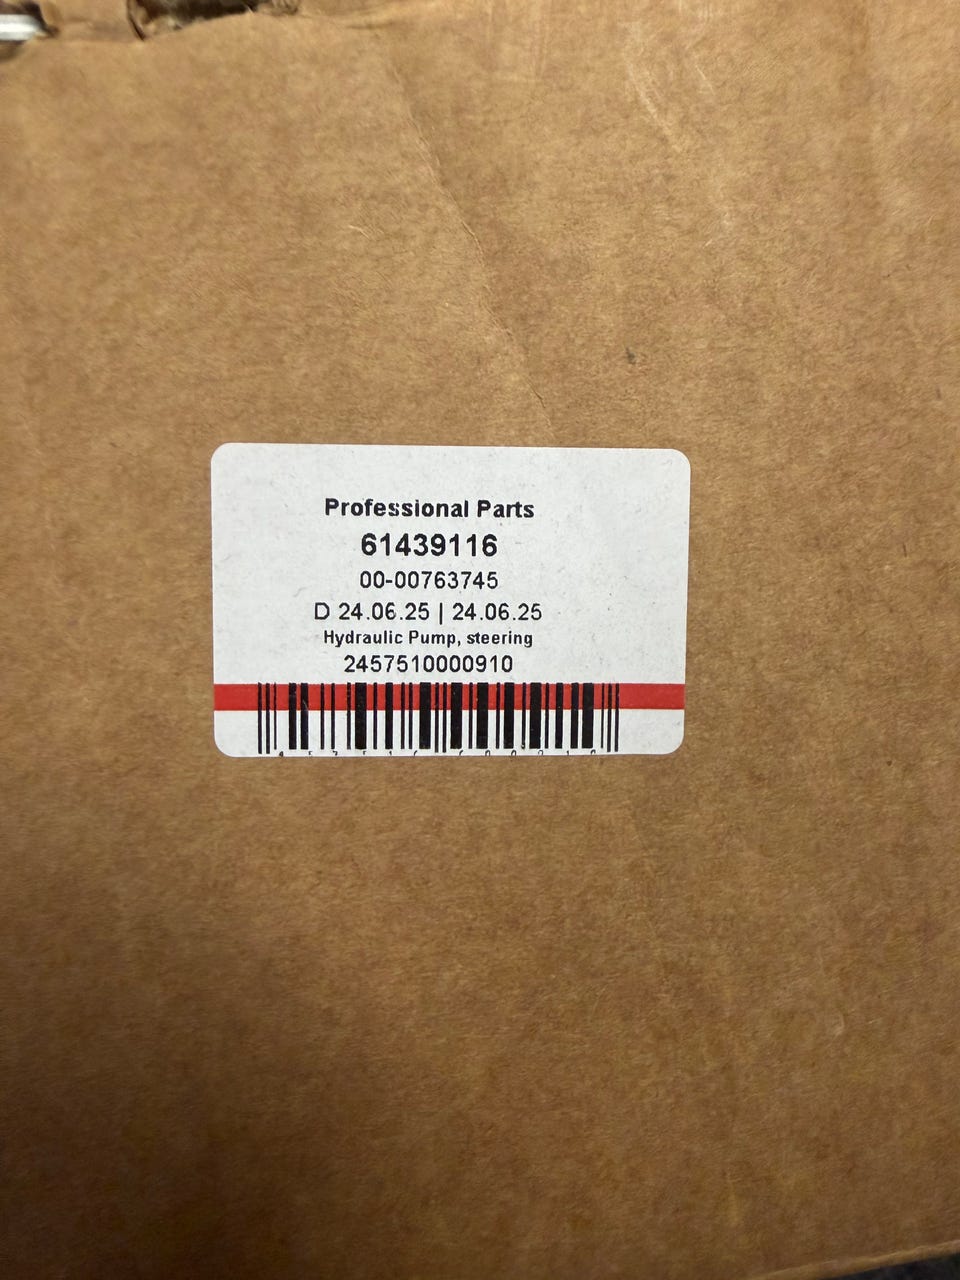 Professional Parts
61439116
00-00763745
D 24.06.25 | 24.06.25
Hydraulic Pump, steering
2457510000910